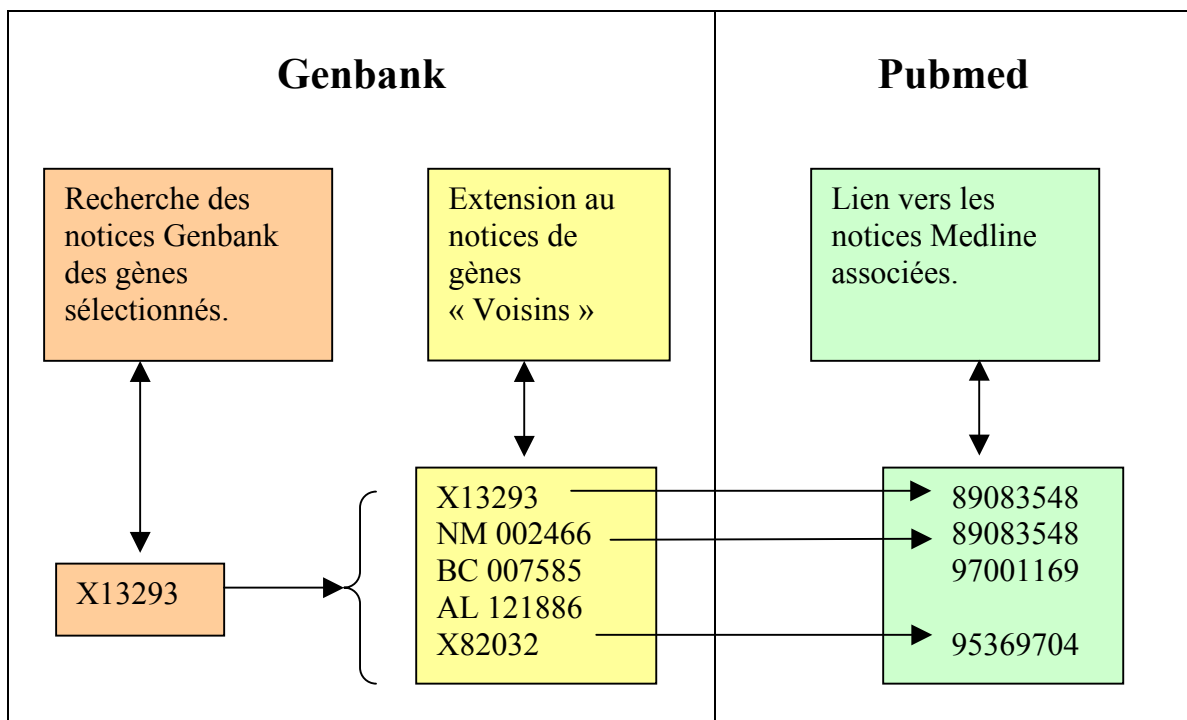 Genbank
Pubmed
Recherche des
notices Genbank
des gènes
sélectionnés.
Extension au
notices de
gènes
« Voisins »
Lien vers les
notices Medline
associées.
X13293
X13293
NM 002466
BC 007585
AL 121886
X82032
89083548
89083548
97001169
95369704